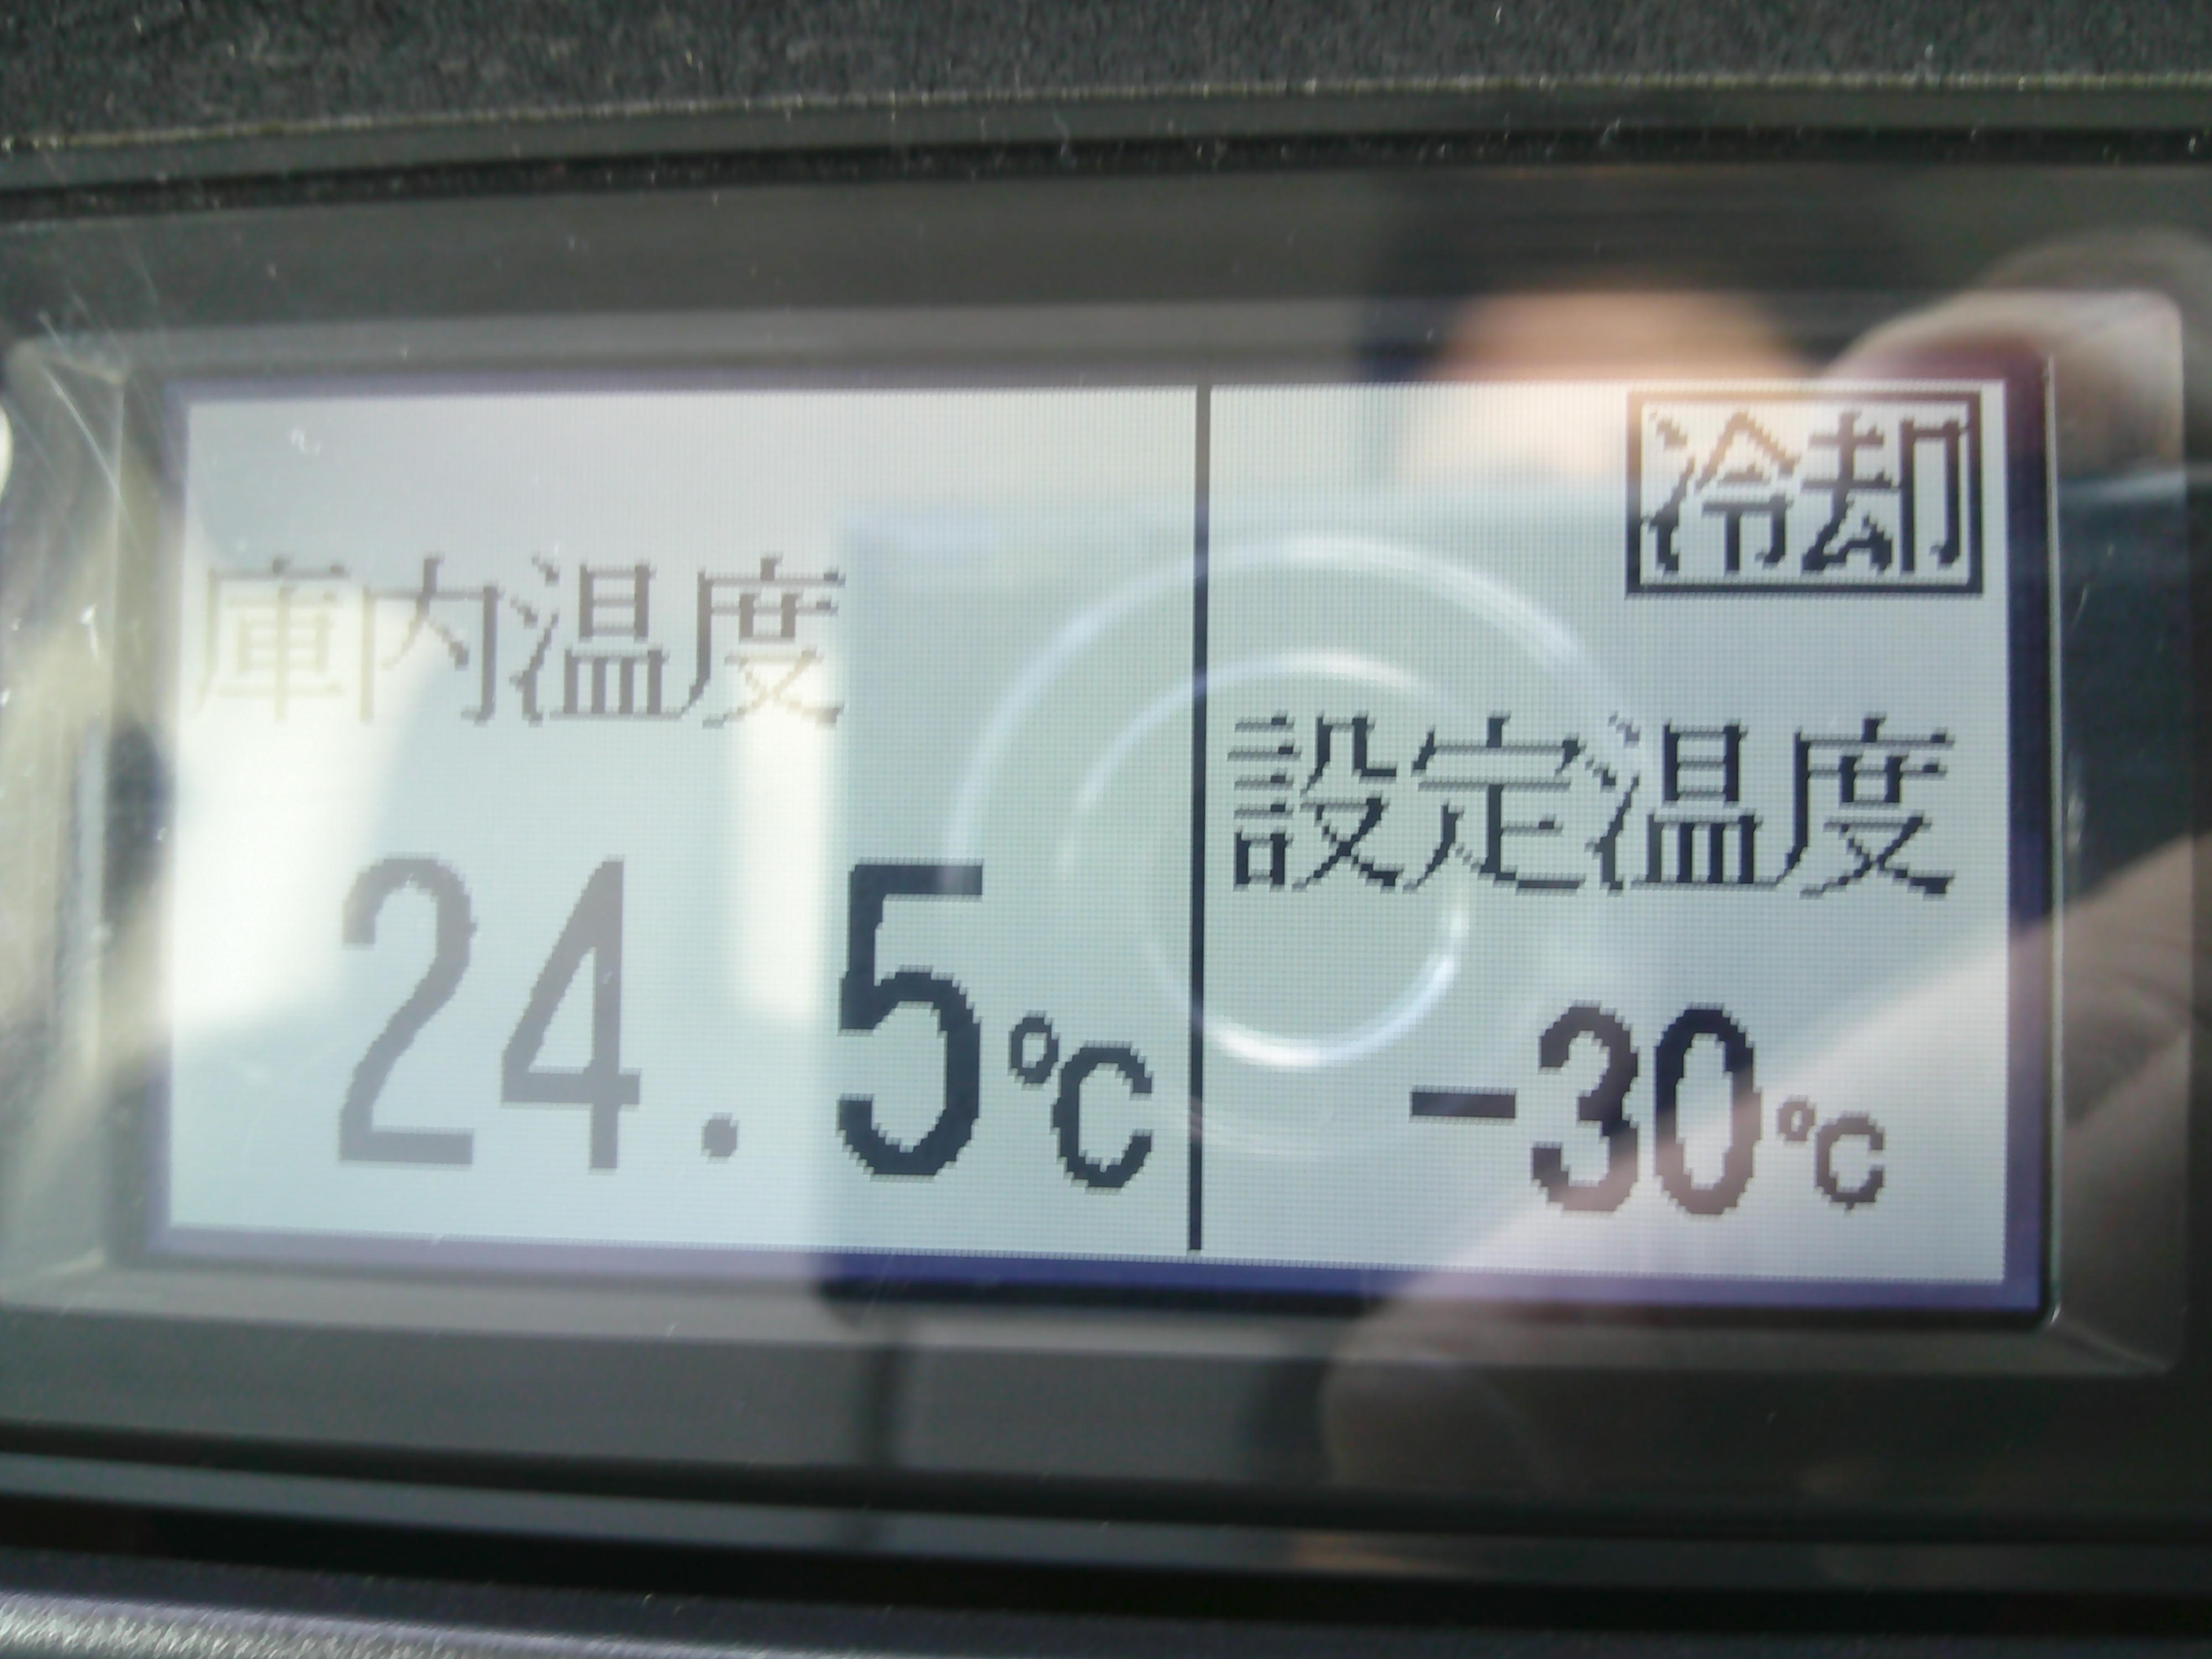 庫内温度
24.5℃
冷却
設定温度
-30℃